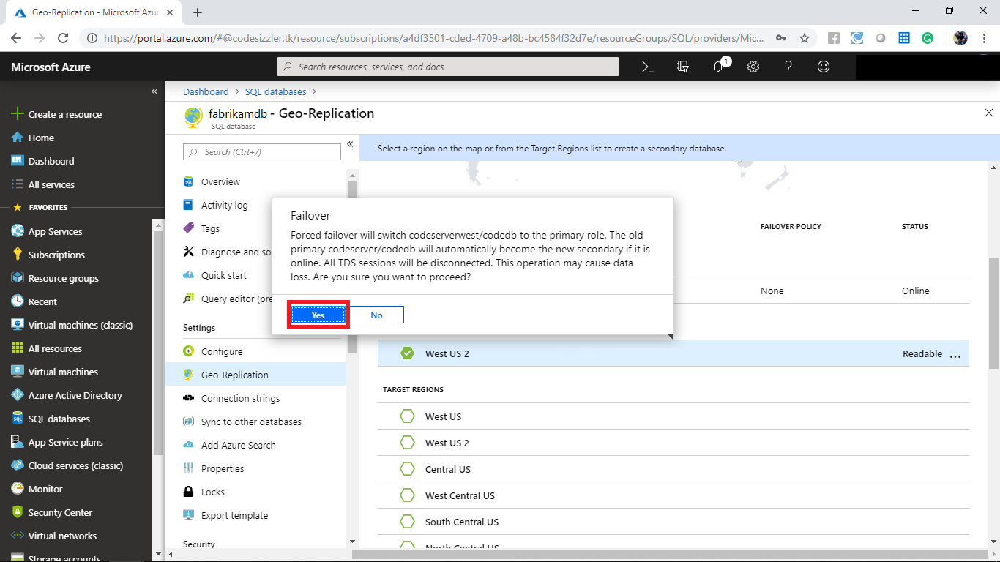 Geo-Replication - Microsoft Azur
https://portal.azure.com/#@codesizzler.tk/resource/subscriptions/a4df3501-cded-4709-a48b-bc4584f32d7e/resourceGroups/SQL/providers/Mic...
Microsoft Azure
Search resources, services, and docs
1
Create a resource
Home
Dashboard
All services
FAVORITES
App Services
Subscriptions
Resource groups
Recent
Virtual machines (classic)
All resources
Virtual machines
Azure Active Directory
SQL databases
App Service plans
Cloud services (classic)
Monitor
Security Center
Virtual networks
Storage accounts
Dashboard > SQL databases >
fabrikamdb - Geo-Replication
SQL database
Search (Ctrl+/)
Overview
Activity log
Tags
Diagnose and so
Quick start
Query editor (pre
Settings
Configure
Geo-Replication
Connection strings
Sync to other databases
Add Azure Search
Properties
Locks
Export template
Security
Select a region on the map or from the Target Regions list to create a secondary database.
FAILOVER POLICY STATUS
None Online
Failover
Forced failover will switch codeserverwest/codedb to the primary role. The old
primary codeserver/codedb will automatically become the new secondary if it is
online. All TDS sessions will be disconnected. This operation may cause data
loss. Are you sure you want to proceed?
Yes No
West US 2 Readable ...
TARGET REGIONS
West US
West US 2
Central US
West Central US
South Central US
North Central US